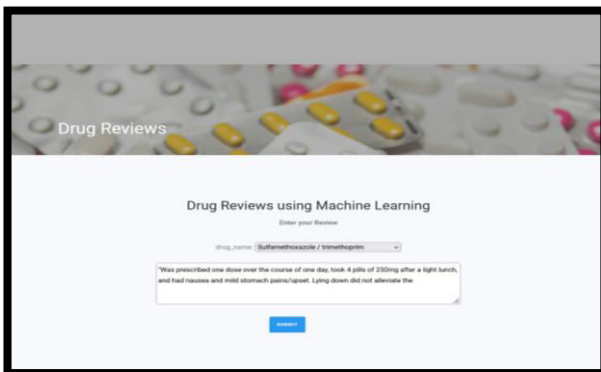 Drug Reviews
Drug Reviews using Machine Learning
Enter your Review
drug_name: Sulfamethoxazole / trimethoprim
"Was prescribed one dose over the course of one day, took 4 pills of 250mg after a light lunch,
and had nausea and mild stomach pains/upset. Lying down did not alleviate the
SUBMIT